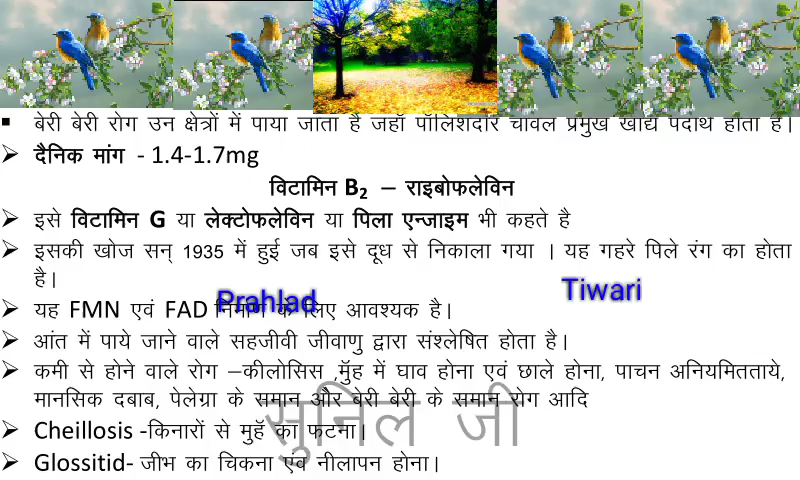 ▪ बेरी बेरी रोग उन क्षेत्रों में पाया जाता हैं जहॉ पॉलिशदार चावल प्रमुख खाद्य पदार्थ होता हैं।
➢ दैनिक मांग - 1.4-1.7mg
विटामिन B₂ – राइबोफलेविन
➢ इसे विटामिन G या लेक्टोफलेविन या पिला एन्जाइम भी कहते है
➢ इसकी खोज सन् 1935 में हुई जब इसे दूध से निकाला गया । यह गहरे पिले रंग का होता
है।
Tiwari
➢ यह FMN एवं FAD निर्माण के लिए आवश्यक है।
Prahlad
➢ आंत में पाये जाने वाले सहजीवी जीवाणु द्वारा संश्लेषित होता है।
➢ कमी से होने वाले रोग –कीलोसिस ,मुॅह में घाव होना एवं छाले होना, पाचन अनियमितताये,
मानसिक दबाब, पेलेग्रा के समान और बेरी बेरी के समान रोग आदि
सुनिल जी
➢ Cheillosis -किनारों से मुहॅ का फटना।
➢ Glossitid- जीभ का चिकना एंव नीलापन होना।